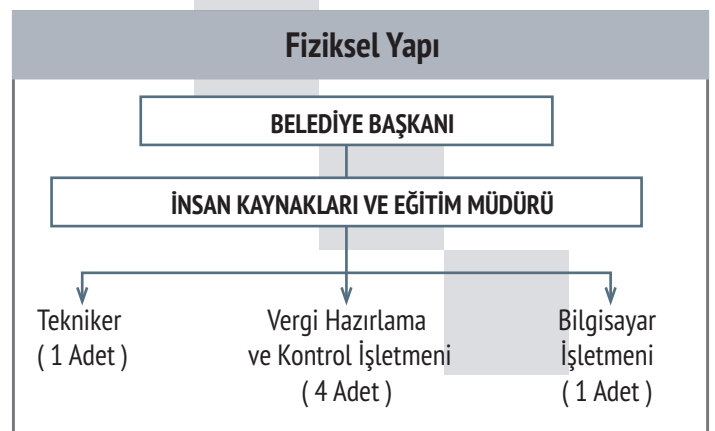 Fiziksel Yapı
BELEDİYE BAŞKANI
İNSAN KAYNAKLARI VE EĞİTİM MÜDÜRÜ
Tekniker
( 1 Adet )
Vergi Hazırlama
ve Kontrol İşletmeni
( 4 Adet )
Bilgisayar
İşletmeni
( 1 Adet )